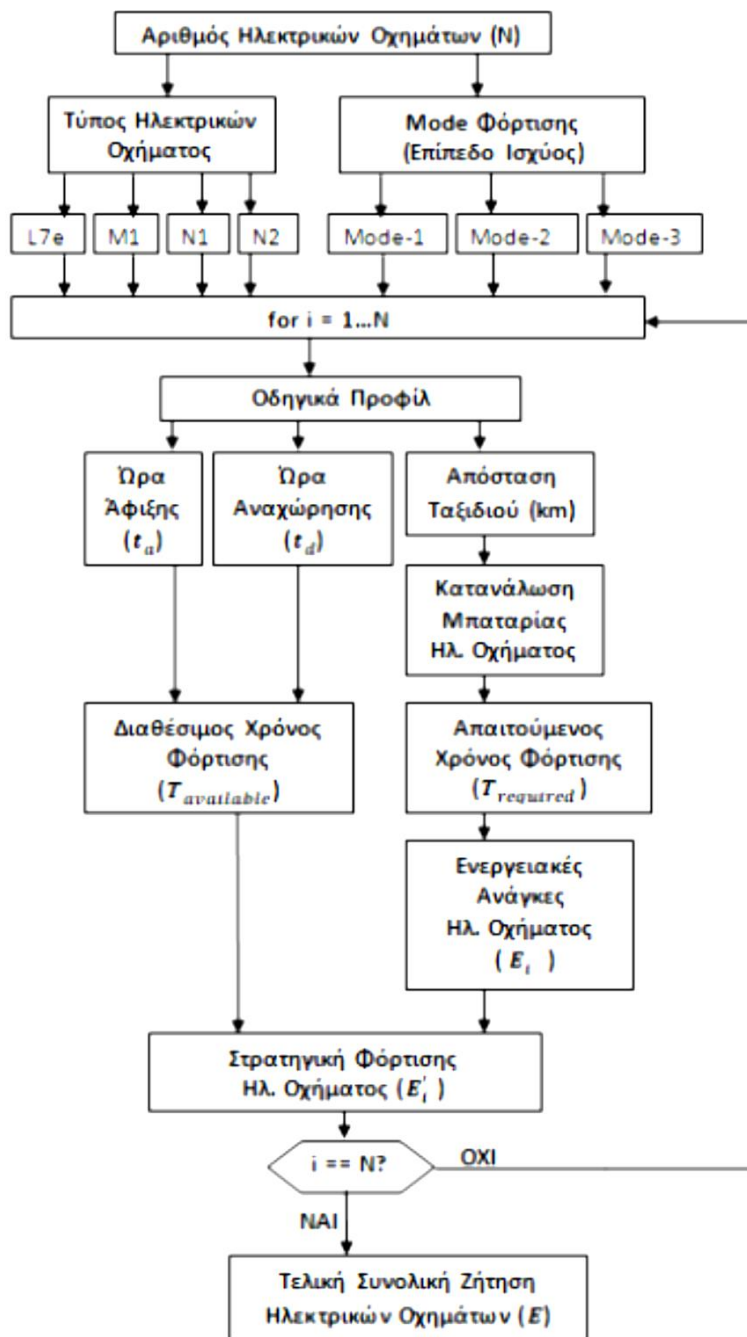 Αριθμός Ηλεκτρικών Οχημάτων (N)
Τύπος Ηλεκτρικών
Οχήματος
Mode Φόρτισης
(Επίπεδο Ισχύος)
L7e
M1
N1
N2
Mode-1
Mode-2
Mode-3
for i = 1...N
Οδηγικά Προφίλ
Ώρα
Άφιξης
(t_a)
Ώρα
Αναχώρησης
(t_d)
Απόσταση
Ταξιδιού (km)
Κατανάλωση
Μπαταρίας
Ηλ. Οχήματος
Διαθέσιμος Χρόνος
Φόρτισης
(T_available)
Απαιτούμενος
Χρόνος Φόρτισης
(T_required)
Ενεργειακές
Ανάγκες
Ηλ. Οχήματος
( E_i )
Στρατηγική Φόρτισης
Ηλ. Οχήματος (E_i')
i == N?
ΟΧΙ
ΝΑΙ
Τελική Συνολική Ζήτηση
Ηλεκτρικών Οχημάτων (E)